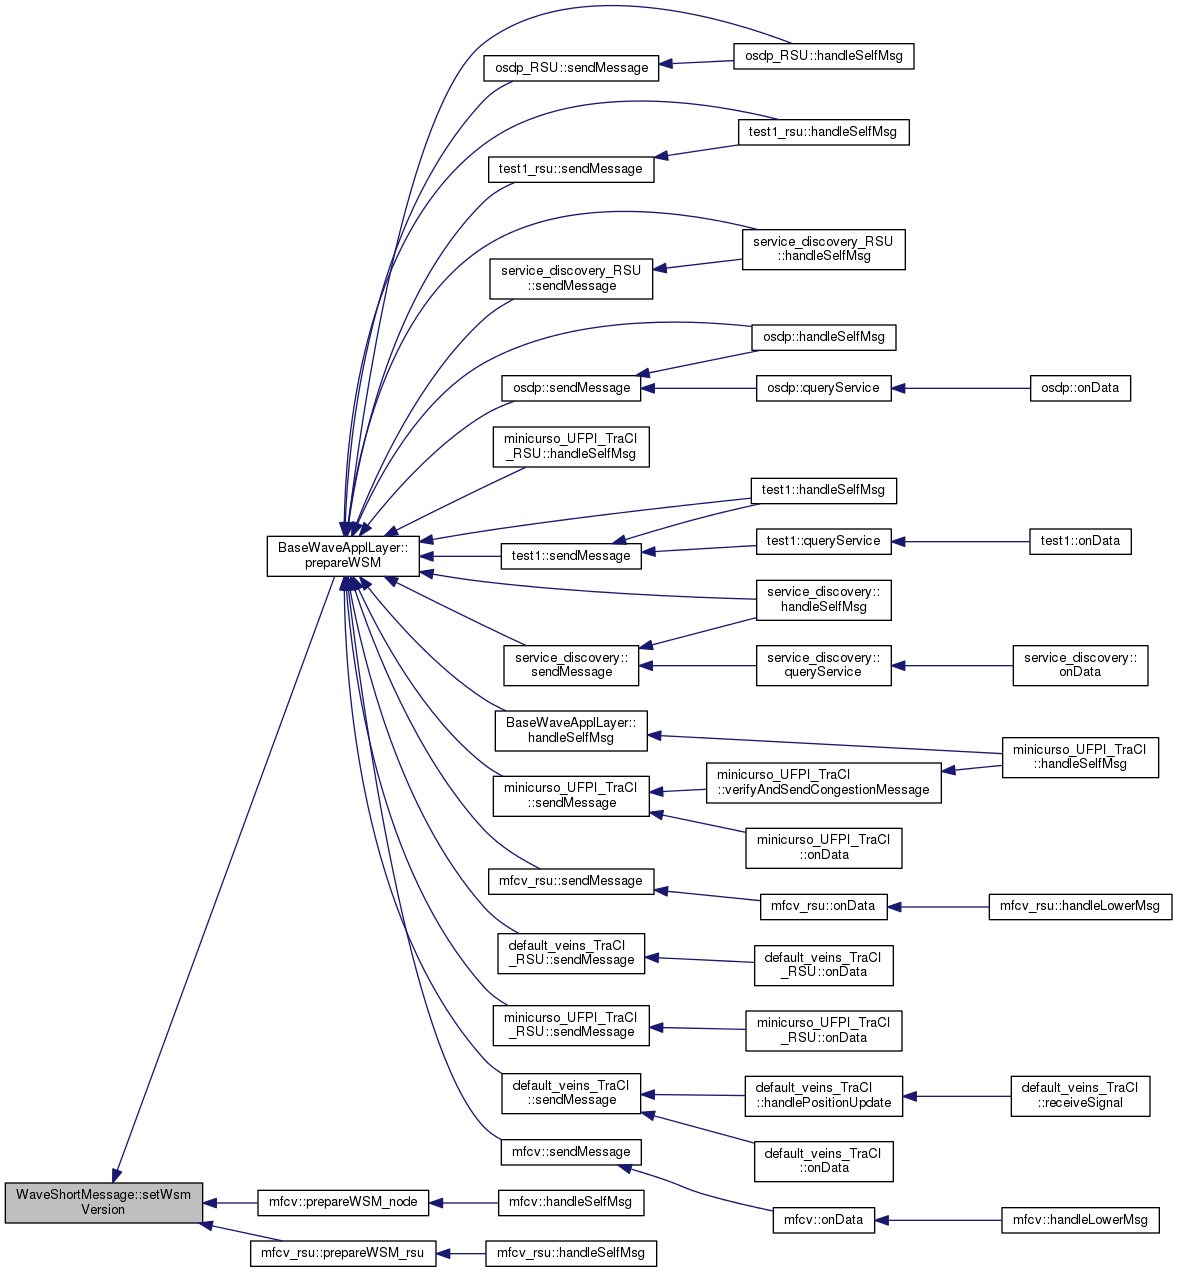 osdp_RSU::handleSelfMsg
osdp_RSU::sendMessage
test1_rsu::handleSelfMsg
test1_rsu::sendMessage
service_discovery_RSU
::handleSelfMsg
service_discovery_RSU
::sendMessage
osdp::handleSelfMsg
osdp::sendMessage
osdp::queryService
osdp::onData
minicurso_UFPI_TraCI
_RSU::handleSelfMsg
test1::handleSelfMsg
BaseWaveApplLayer::
prepareWSM
test1::sendMessage
test1::queryService
test1::onData
service_discovery::
handleSelfMsg
service_discovery::
sendMessage
service_discovery::
queryService
service_discovery::
onData
BaseWaveApplLayer::
handleSelfMsg
minicurso_UFPI_TraCI
::handleSelfMsg
minicurso_UFPI_TraCI
::sendMessage
minicurso_UFPI_TraCI
::verifyAndSendCongestionMessage
minicurso_UFPI_TraCI
::onData
mfcv_rsu::sendMessage
mfcv_rsu::onData
mfcv_rsu::handleLowerMsg
default_veins_TraCI
_RSU::sendMessage
default_veins_TraCI
_RSU::onData
minicurso_UFPI_TraCI
_RSU::sendMessage
minicurso_UFPI_TraCI
_RSU::onData
default_veins_TraCI
::sendMessage
default_veins_TraCI
::handlePositionUpdate
default_veins_TraCI
::receiveSignal
mfcv::sendMessage
default_veins_TraCI
::onData
WaveShortMessage::setWsm
Version
mfcv::prepareWSM_node
mfcv::handleSelfMsg
mfcv::onData
mfcv::handleLowerMsg
mfcv_rsu::prepareWSM_rsu
mfcv_rsu::handleSelfMsg